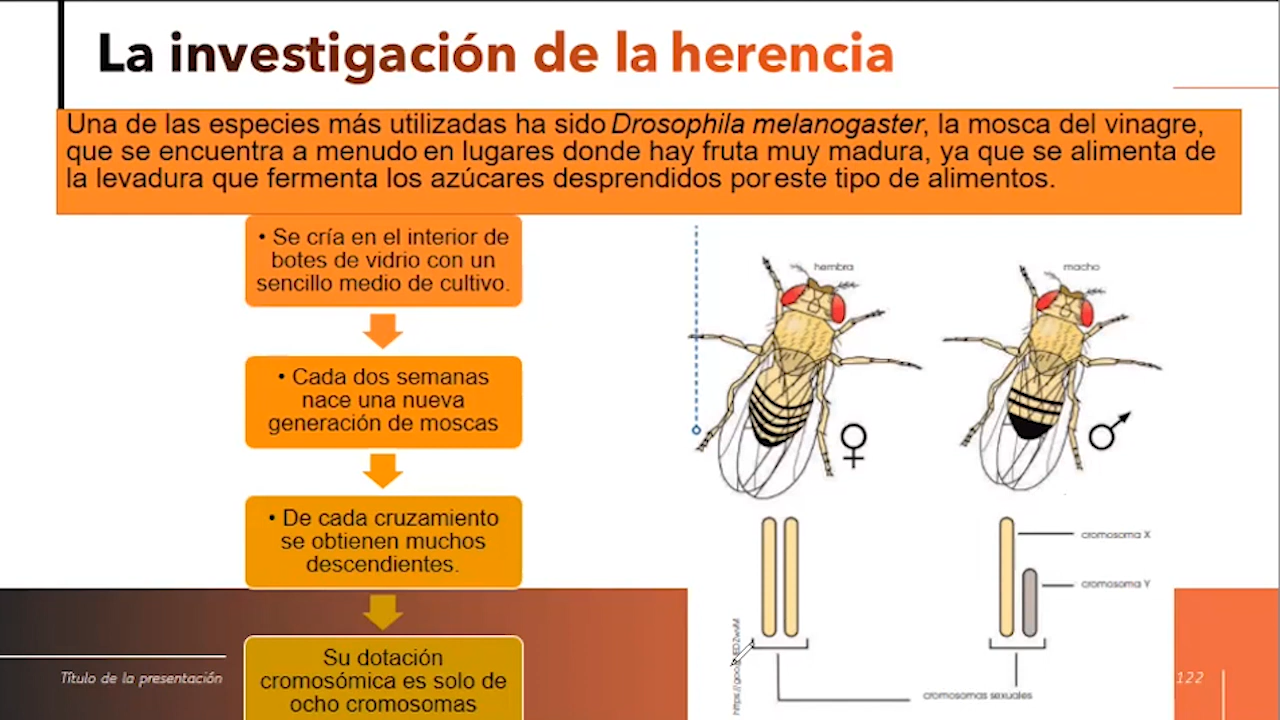 La investigación de la herencia
Una de las especies más utilizadas ha sido Drosophila melanogaster, la mosca del vinagre,
que se encuentra a menudo en lugares donde hay fruta muy madura, ya que se alimenta de
la levadura que fermenta los azúcares desprendidos por este tipo de alimentos.
• Se cría en el interior de
botes de vidrio con un
sencillo medio de cultivo.
• Cada dos semanas
nace una nueva
generación de moscas
• De cada cruzamiento
se obtienen muchos
descendientes.
Su dotación
cromosómica es solo de
ocho cromosomas
hembra
macho
cromosoma X
cromosoma Y
cromosomas sexuales
Título de la presentación
122